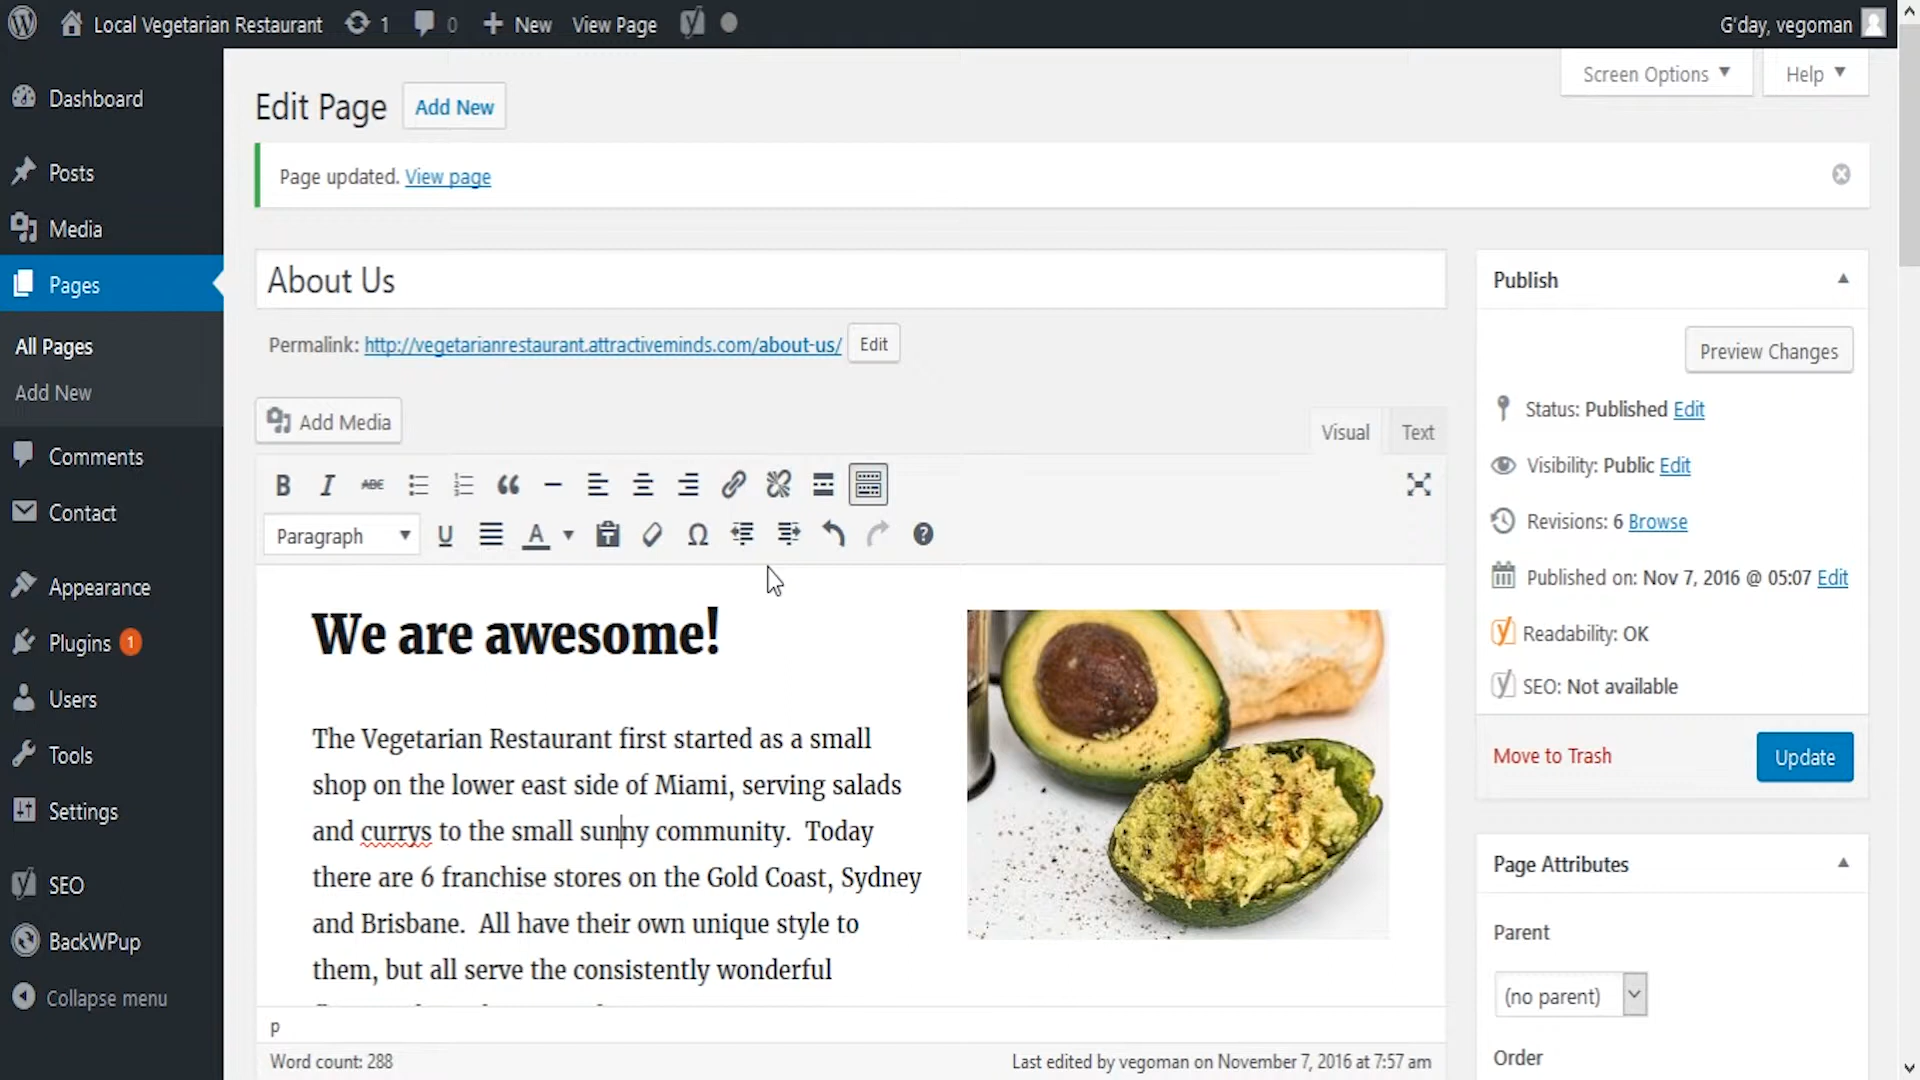 Local Vegetarian Restaurant 1 0 New View Page G'day, vegoman
Dashboard
Posts
Media
Pages
All Pages
Add New
Comments
Contact
Appearance
Plugins 1
Users
Tools
Settings
SEO
BackWPup
Collapse menu
Screen Options Help
Edit Page Add New
Page updated. View page
About Us
Permalink: http://vegetarianrestaurant.attractiveminds.com/about-us/ Edit
Add Media
Visual Text
B I ABE
Paragraph U A Ω ?
We are awesome!
The Vegetarian Restaurant first started as a small
shop on the lower east side of Miami, serving salads
and currys to the small sunny community. Today
there are 6 franchise stores on the Gold Coast, Sydney
and Brisbane. All have their own unique style to
them, but all serve the consistently wonderful
p
Word count: 288 Last edited by vegoman on November 7, 2016 at 7:57 am
Publish
Preview Changes
Status: Published Edit
Visibility: Public Edit
Revisions: 6 Browse
Published on: Nov 7, 2016 @ 05:07 Edit
Readability: OK
SEO: Not available
Move to Trash Update
Page Attributes
Parent
(no parent)
Order